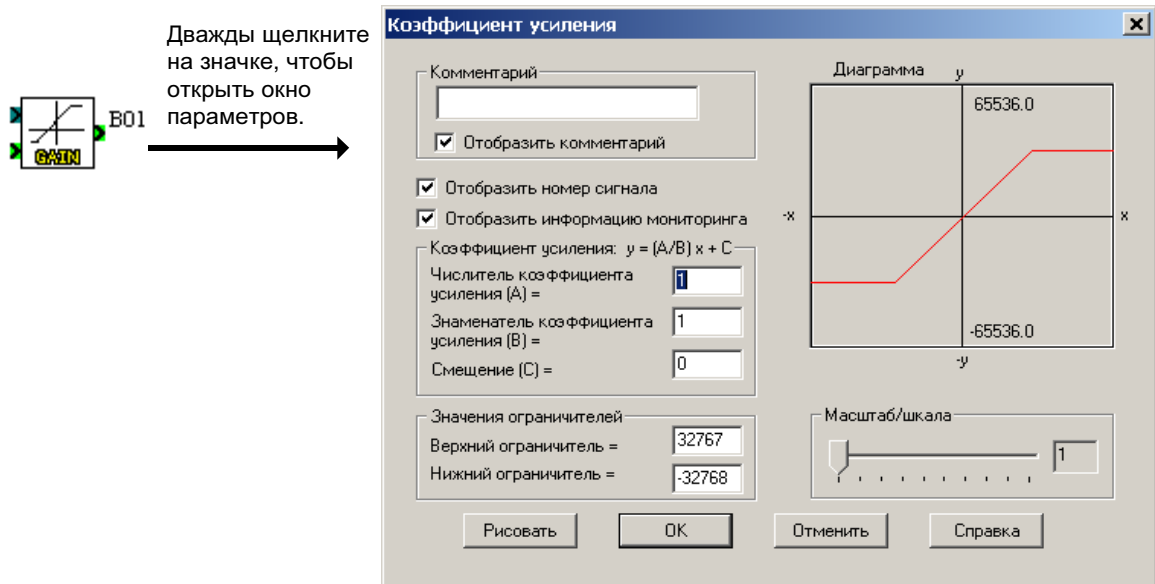 Дважды щелкните
на значке, чтобы
открыть окно
параметров.
B01
GAIN
Коэффициент усиления
Комментарий
Отобразить комментарий
Отобразить номер сигнала
Отобразить информацию мониторинга
Коэффициент усиления: y = (A/B) x + C
Числитель коэффициента
усиления (A) =
1
Знаменатель коэффициента
усиления (B) =
1
Смещение (C) =
0
Значения ограничителей
Верхний ограничитель =
32767
Нижний ограничитель =
-32768
Диаграмма
y
65536.0
-x
x
-65536.0
-y
Масштаб/шкала
1
Рисовать
OK
Отменить
Справка